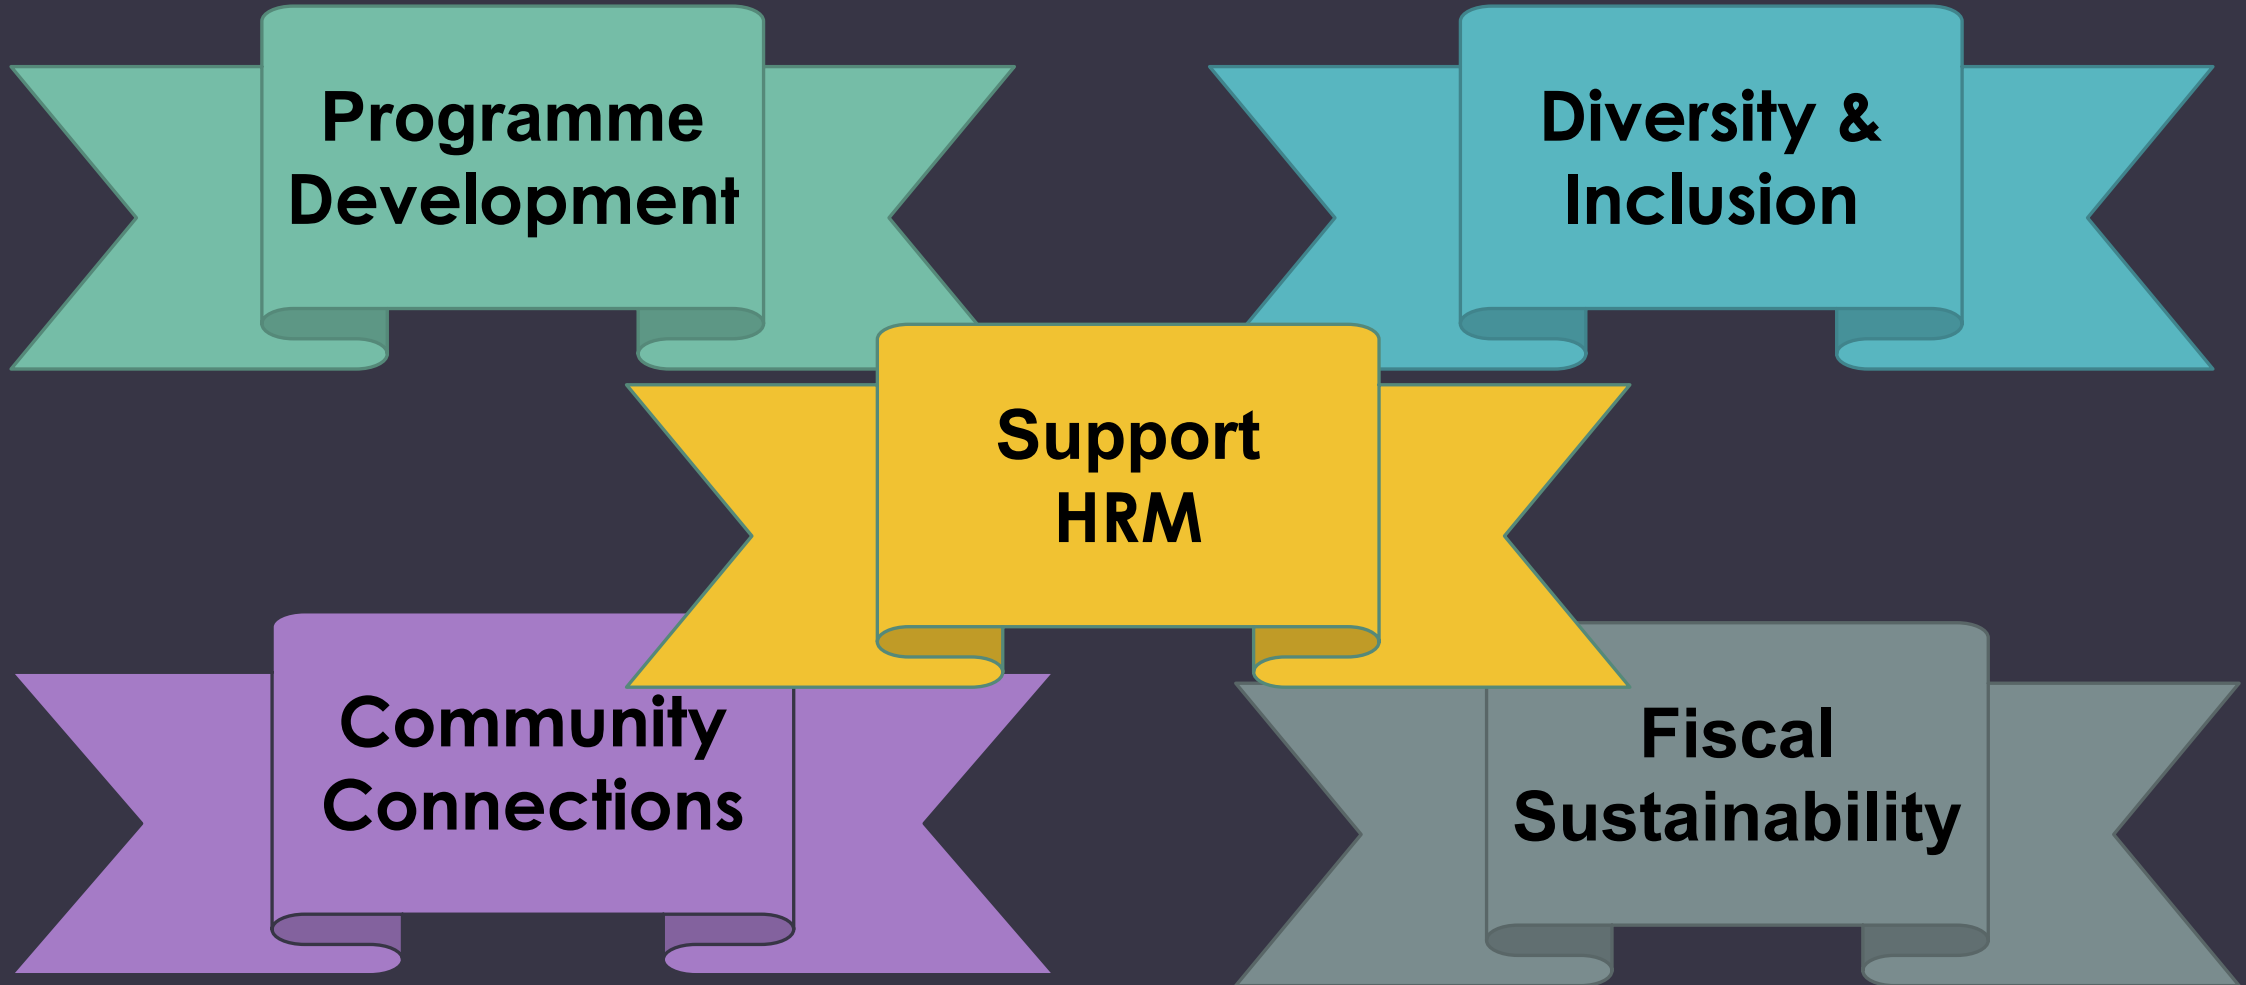 Programme
Development
Diversity &
Inclusion
Support
HRM
Community
Connections
Fiscal
Sustainability